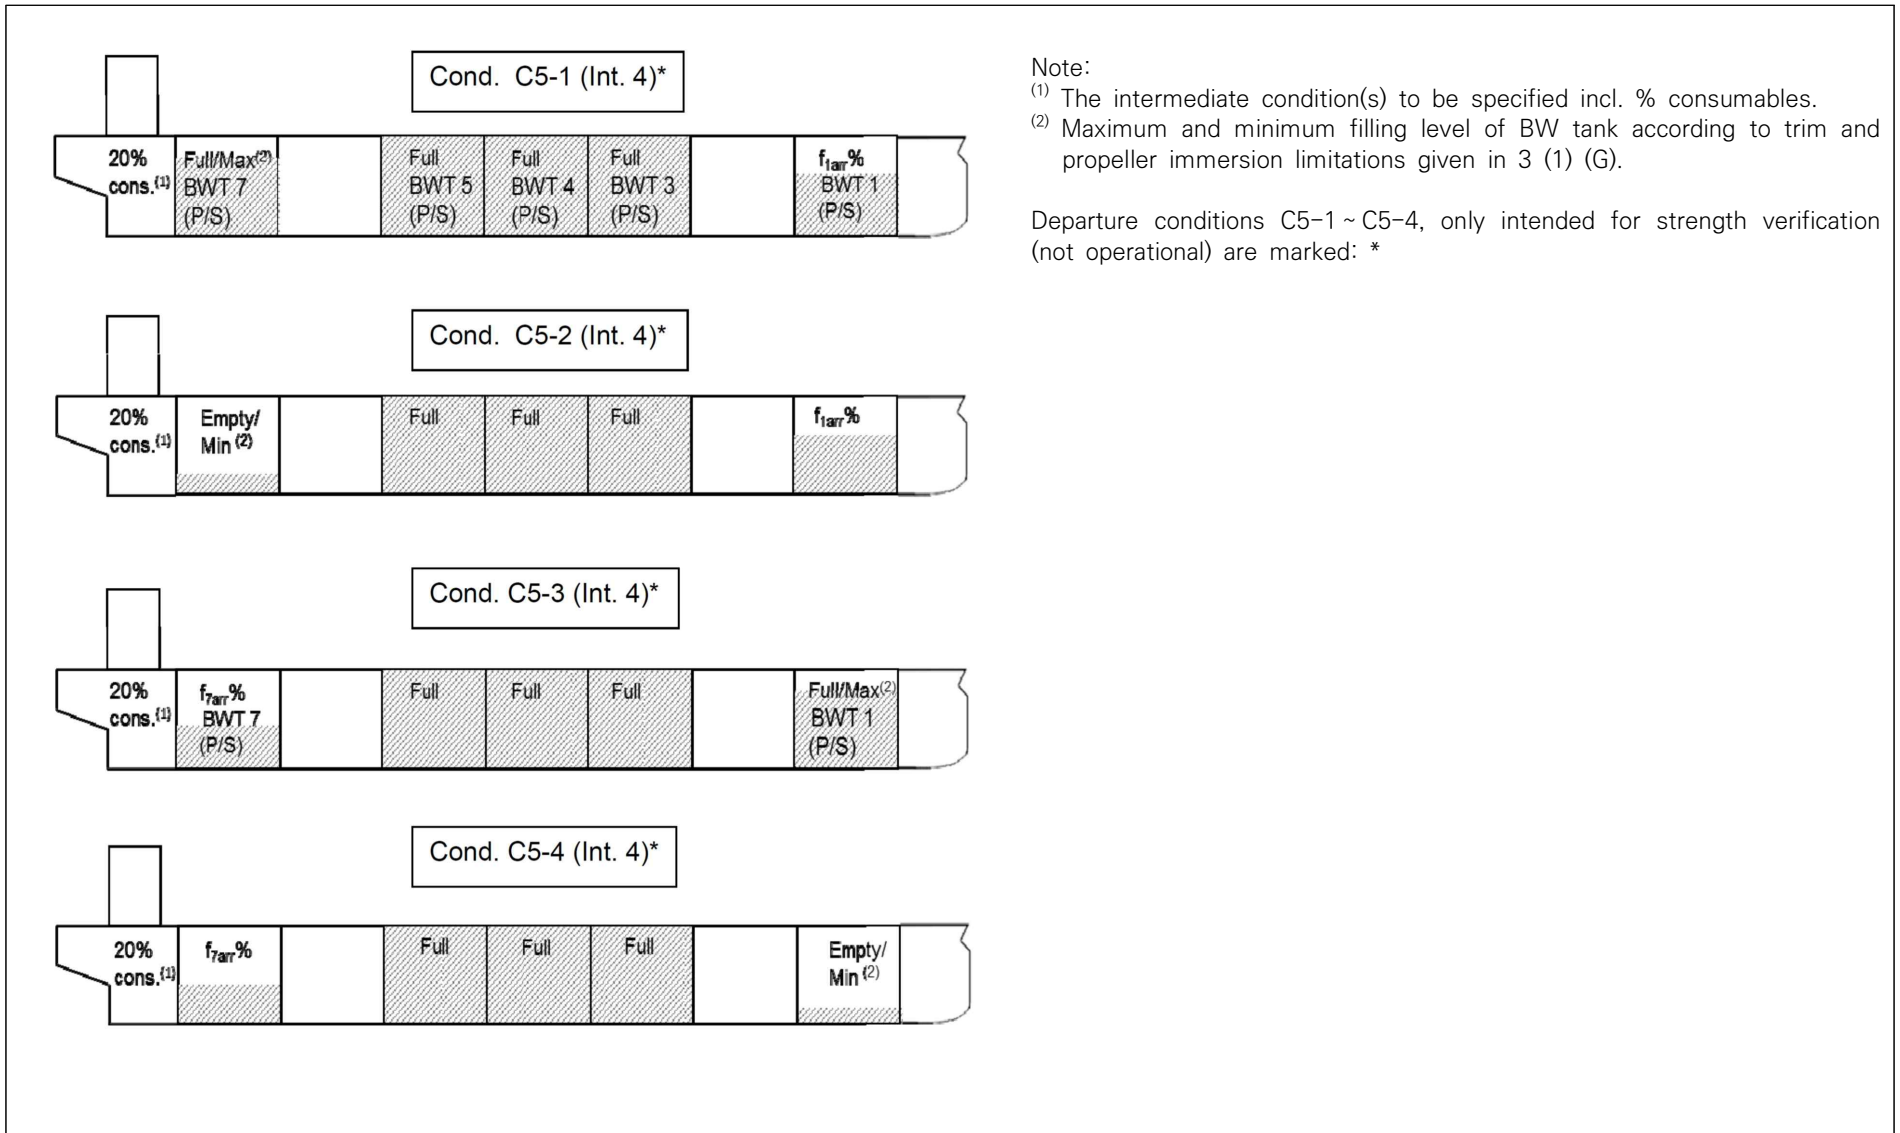 Cond. C5-1 (Int. 4)*
20%
cons.(1)
Full/Max(2)
BWT 7
(P/S)
Full
BWT 5
(P/S)
Full
BWT 4
(P/S)
Full
BWT 3
(P/S)
f1arr%
BWT 1
(P/S)
Cond. C5-2 (Int. 4)*
20%
cons.(1)
Empty/
Min (2)
Full
Full
Full
f1arr%
Cond. C5-3 (Int. 4)*
20%
cons.(1)
f7arr%
BWT 7
(P/S)
Full
Full
Full
Full/Max(2)
BWT 1
(P/S)
Cond. C5-4 (Int. 4)*
20%
cons.(1)
f7arr%
Full
Full
Full
Empty/
Min (2)
Note:
(1) The intermediate condition(s) to be specified incl. % consumables.
(2) Maximum and minimum filling level of BW tank according to trim and
propeller immersion limitations given in 3 (1) (G).
Departure conditions C5-1 ~ C5-4, only intended for strength verification
(not operational) are marked: *